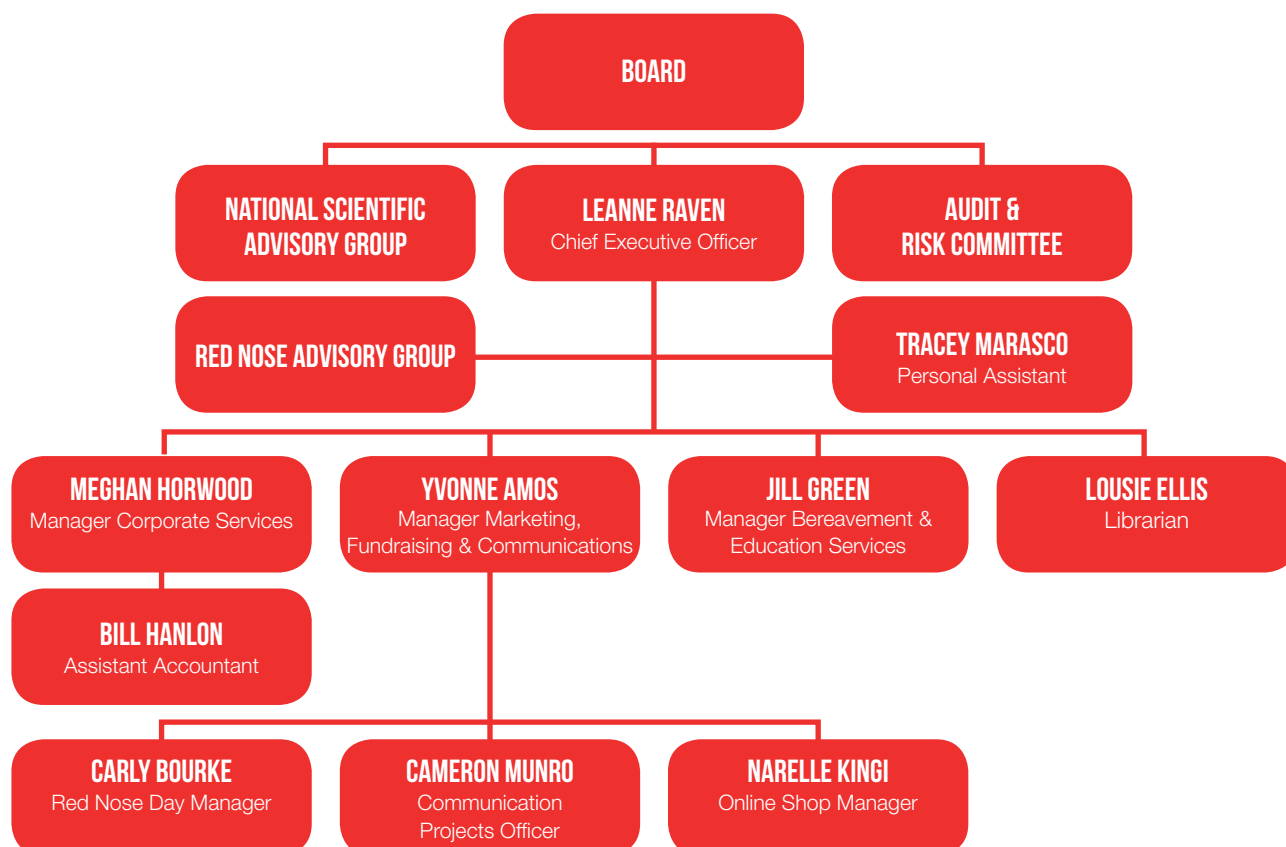 BOARD
NATIONAL SCIENTIFIC
ADVISORY GROUP
LEANNE RAVEN
Chief Executive Officer
AUDIT &
RISK COMMITTEE
RED NOSE ADVISORY GROUP
TRACEY MARASCO
Personal Assistant
MEGHAN HORWOOD
Manager Corporate Services
YVONNE AMOS
Manager Marketing,
Fundraising & Communications
JILL GREEN
Manager Bereavement &
Education Services
LOUSIE ELLIS
Librarian
BILL HANLON
Assistant Accountant
CARLY BOURKE
Red Nose Day Manager
CAMERON MUNRO
Communication
Projects Officer
NARELLE KINGI
Online Shop Manager